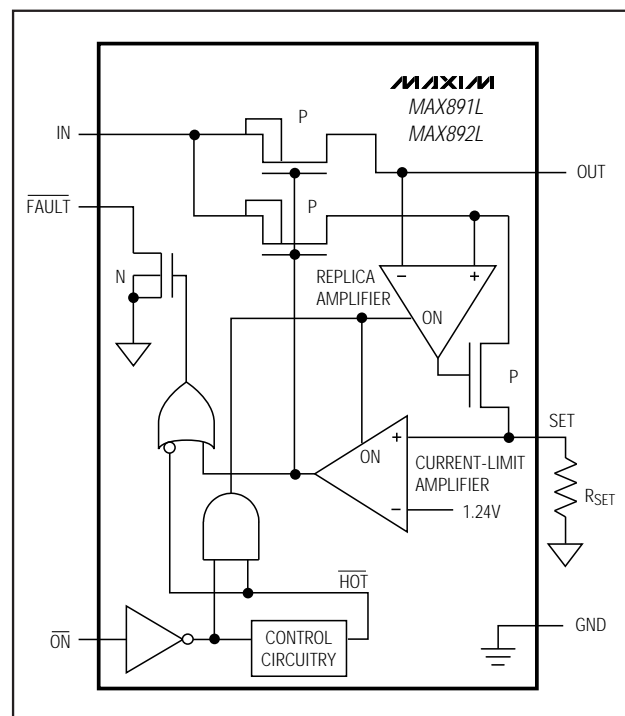 MAXIM
MAX891L
MAX892L
P
IN
OUT
FAULT
P
N
REPLICA
AMPLIFIER
−
+
ON
P
SET
+
ON
CURRENT-LIMIT
AMPLIFIER
−
1.24V
RSET
HOT
ON
CONTROL
CIRCUITRY
GND